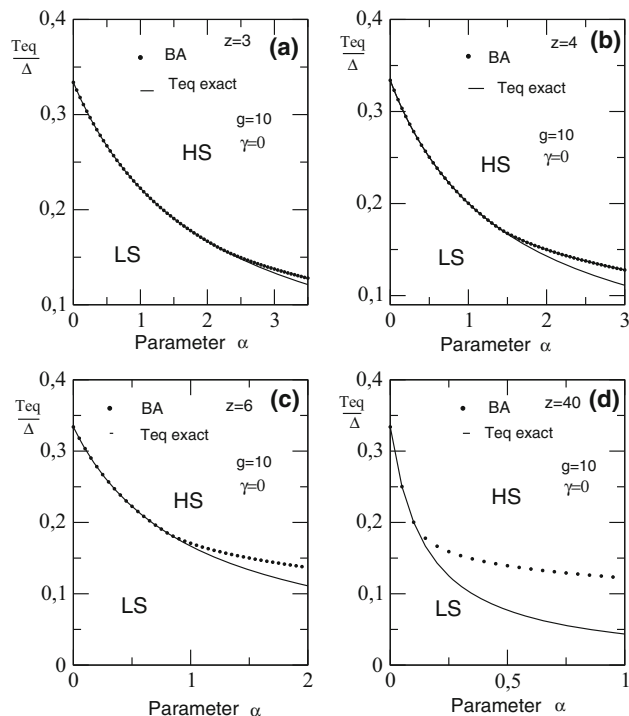 Teq
Δ
0,4
0,3
0,2
0,1
z=3 (a)
• BA
— Teq exact
g=10
γ=0
HS
LS
0 1 2 3
Parameter α
0,4
0,3
0,2
0,1
z=4 (b)
• BA
— Teq exact
g=10
γ=0
HS
LS
0 1 2 3
Parameter α
Teq
Δ
0,4
0,3
0,2
0,1
0
z=6 (c)
• BA
- Teq exact
g=10
γ=0
HS
LS
0 0,5 1 1,5 2
Parameter α
Teq
Δ
0,4
0,3
0,2
0,1
0
z=40 (d)
• BA
– Teq exact
g=10
γ=0
HS
LS
0 0,5 1
Parameter α